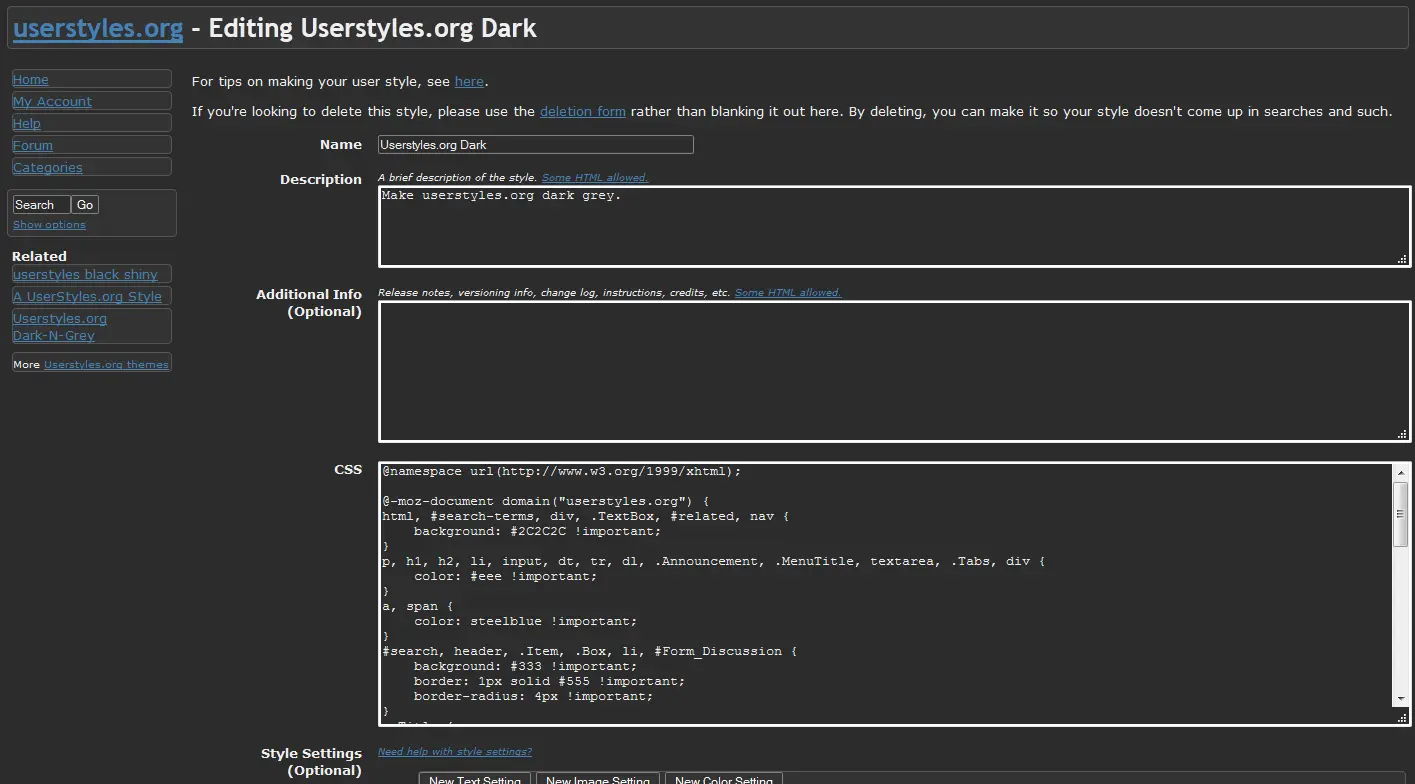 userstyles.org - Editing Userstyles.org Dark
Home
My Account
Help
Forum
Categories
Search Go
Show options
Related
userstyles black shiny
A UserStyles.org Style
Userstyles.org
Dark-N-Grey
More Userstyles.org themes
For tips on making your user style, see here.
If you're looking to delete this style, please use the deletion form rather than blanking it out here. By deleting, you can make it so your style doesn't come up in searches and such.
Name Userstyles.org Dark
Description A brief description of the style. Some HTML allowed.
Make userstyles.org dark grey.
Additional Info Release notes, versioning info, change log, instructions, credits, etc. Some HTML allowed.
(Optional)
CSS @namespace url(http://www.w3.org/1999/xhtml);
@-moz-document domain("userstyles.org") {
html, #search-terms, div, .TextBox, #related, nav {
background: #2C2C2C !important;
}
p, h1, h2, li, input, dt, tr, dl, .Announcement, .MenuTitle, textarea, .Tabs, div {
color: #eee !important;
}
a, span {
color: steelblue !important;
}
#search, header, .Item, .Box, li, #Form_Discussion {
background: #333 !important;
border: 1px solid #555 !important;
border-radius: 4px !important;
}
Style Settings Need help with style settings?
(Optional)
New Text Setting New Image Setting New Color Setting